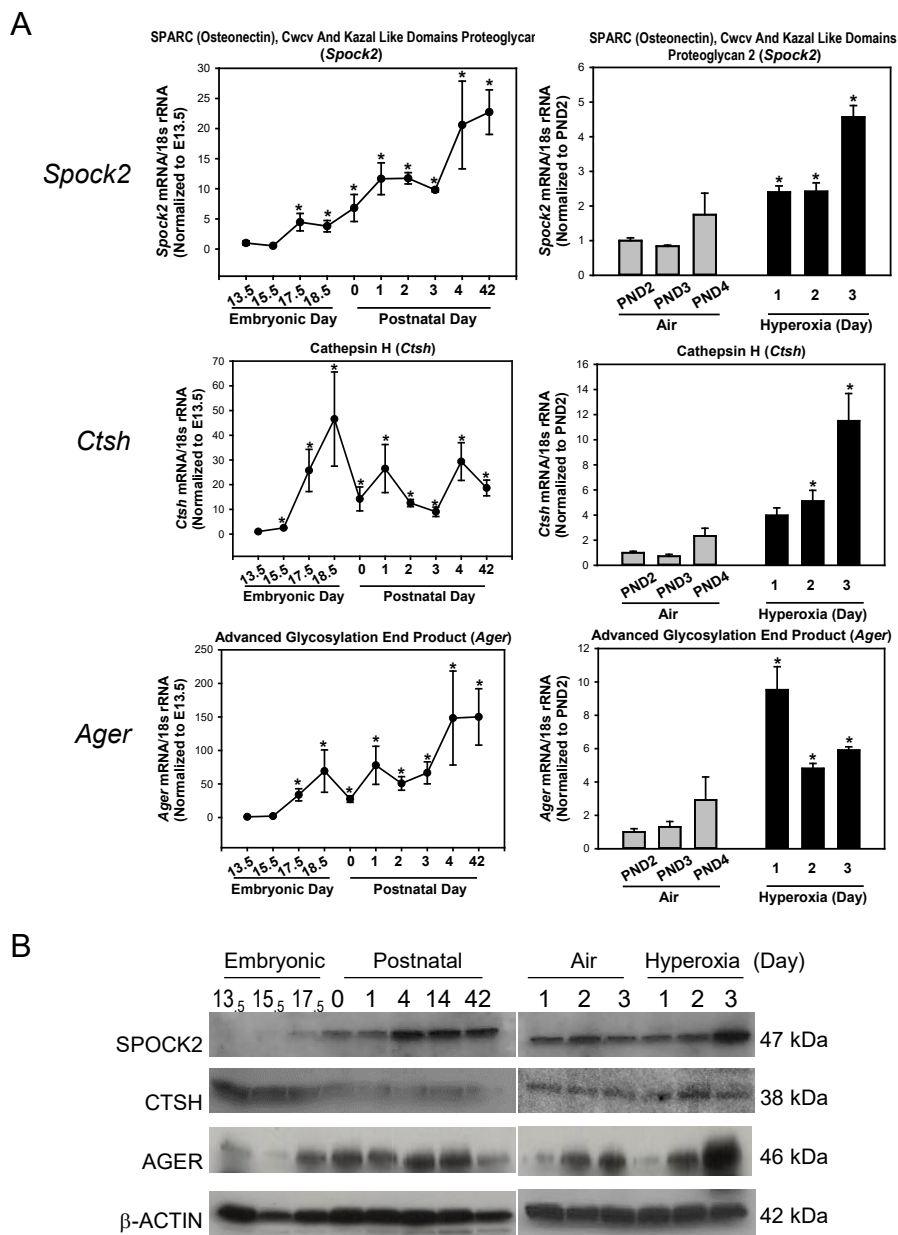 A
SPARC (Osteonectin), Cwcv And Kazal Like Domains Proteoglycan
(Spock2)
Spock2
Spock2 mRNA/18s rRNA
(Normalized to E13.5)
30
25
20
15
10
5
0
* * * * * * * *
13.5 15.5 17.5 18.5 0 1 2 3 4 42
Embryonic Day Postnatal Day
SPARC (Osteonectin), Cwcv And Kazal Like Domains
Proteoglycan 2 (Spock2)
Spock2 mRNA/18s rRNA
(Normalized to PND2)
6
5
4
3
2
1
0
* * *
PND2 PND3 PND4 1 2 3
Air Hyperoxia (Day)
Cathepsin H (Ctsh)
Ctsh
Ctsh mRNA/18s rRNA
(Normalized to E13.5)
70
60
50
40
30
20
10
0
* * * * * * * * *
13.5 15.5 17.5 18.5 0 1 2 3 4 42
Embryonic Day Postnatal Day
Cathepsin H (Ctsh)
Ctsh mRNA/18s rRNA
(Normalized to PND2)
16
14
12
10
8
6
4
2
0
* *
PND2 PND3 PND4 1 2 3
Air Hyperoxia (Day)
Advanced Glycosylation End Product (Ager)
Ager
Ager mRNA/18s rRNA
(Normalized to E13.5)
250
200
150
100
50
0
* * * * * * * *
13.5 15.5 17.5 18.5 0 1 2 3 4 42
Embryonic Day Postnatal Day
Advanced Glycosylation End Product (Ager)
Ager mRNA/18s rRNA
(Normalized to PND2)
12
10
8
6
4
2
0
* * *
PND2 PND3 PND4 1 2 3
Air Hyperoxia (Day)
B
Embryonic Postnatal Air Hyperoxia (Day)
13.5 15.5 17.5 0 1 4 14 42 1 2 3 1 2 3
SPOCK2 47 kDa
CTSH 38 kDa
AGER 46 kDa
β-ACTIN 42 kDa